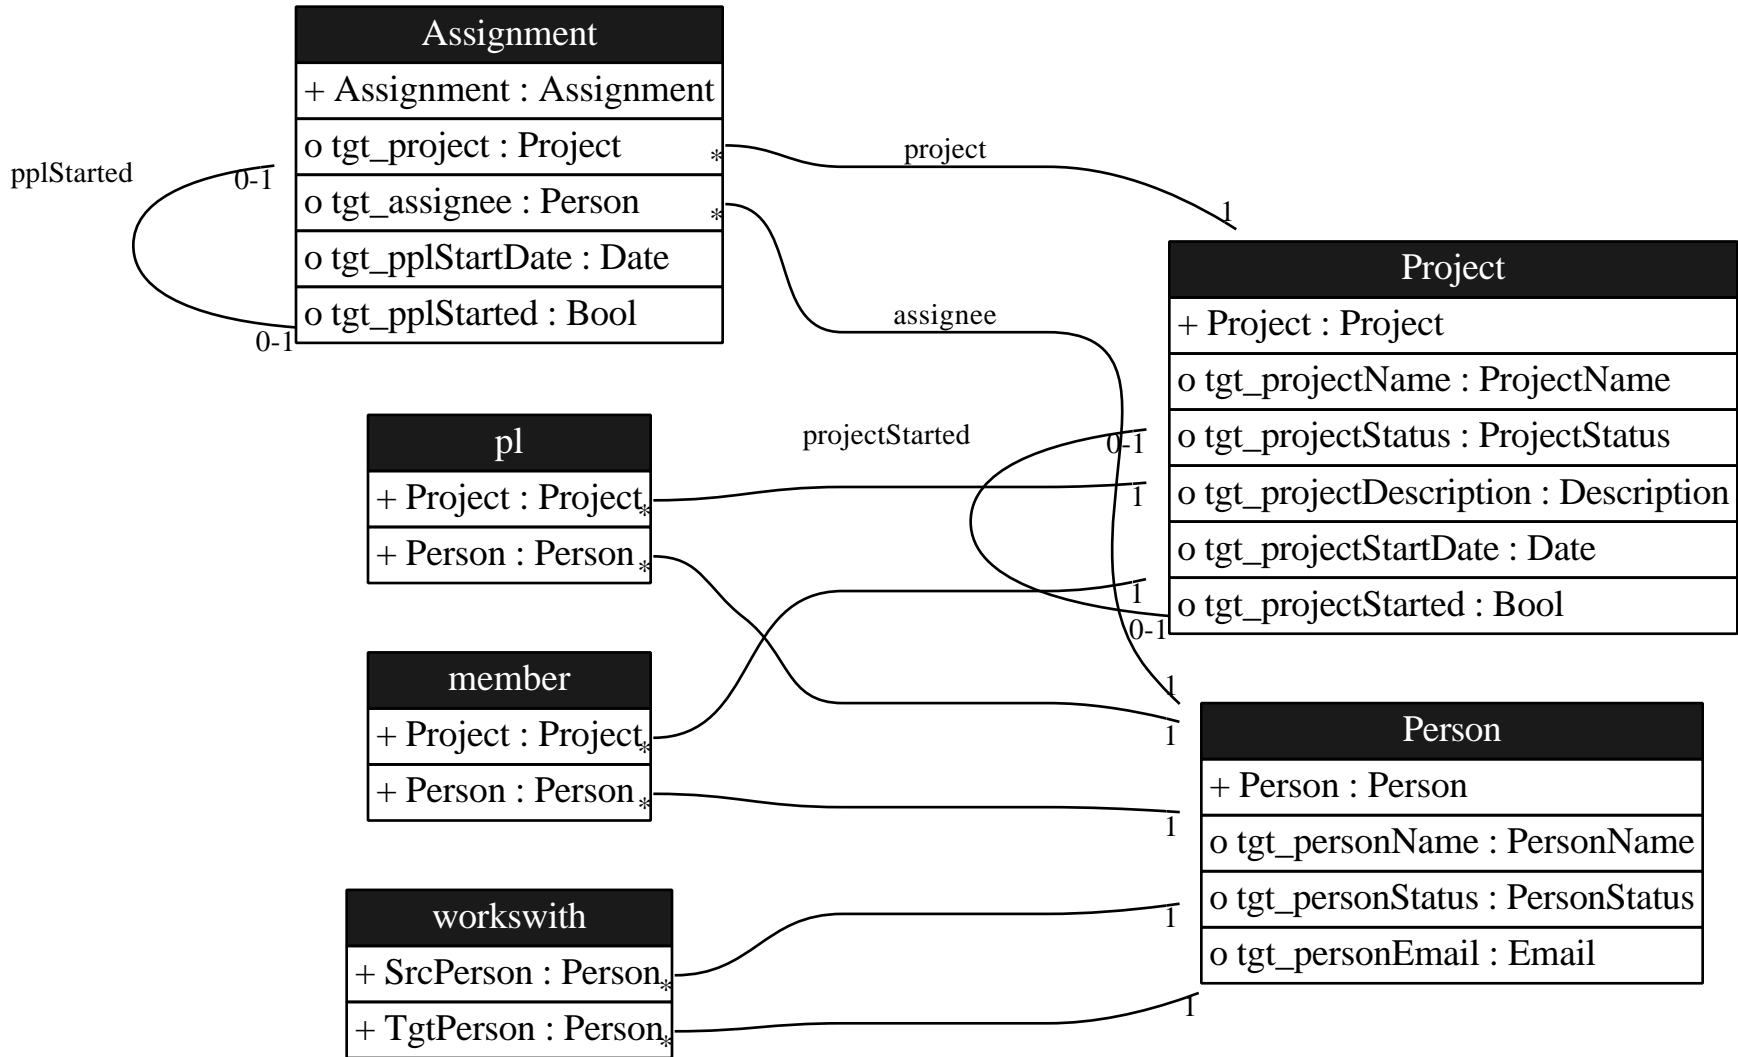 Assignment
+ Assignment : Assignment
o tgt_project : Project
*
o tgt_assignee : Person
*
o tgt_pplStartDate : Date
o tgt_pplStarted : Bool
pplStarted
0-1
0-1
project
1
assignee
1
Project
+ Project : Project
o tgt_projectName : ProjectName
o tgt_projectStatus : ProjectStatus
o tgt_projectDescription : Description
o tgt_projectStartDate : Date
o tgt_projectStarted : Bool
projectStarted
0-1
0-1
pl
+ Project : Project
*
1
+ Person : Person
*
1
member
+ Project : Project
*
1
+ Person : Person
*
1
Person
+ Person : Person
o tgt_personName : PersonName
o tgt_personStatus : PersonStatus
o tgt_personEmail : Email
workswith
+ SrcPerson : Person
*
1
+ TgtPerson : Person
*
1